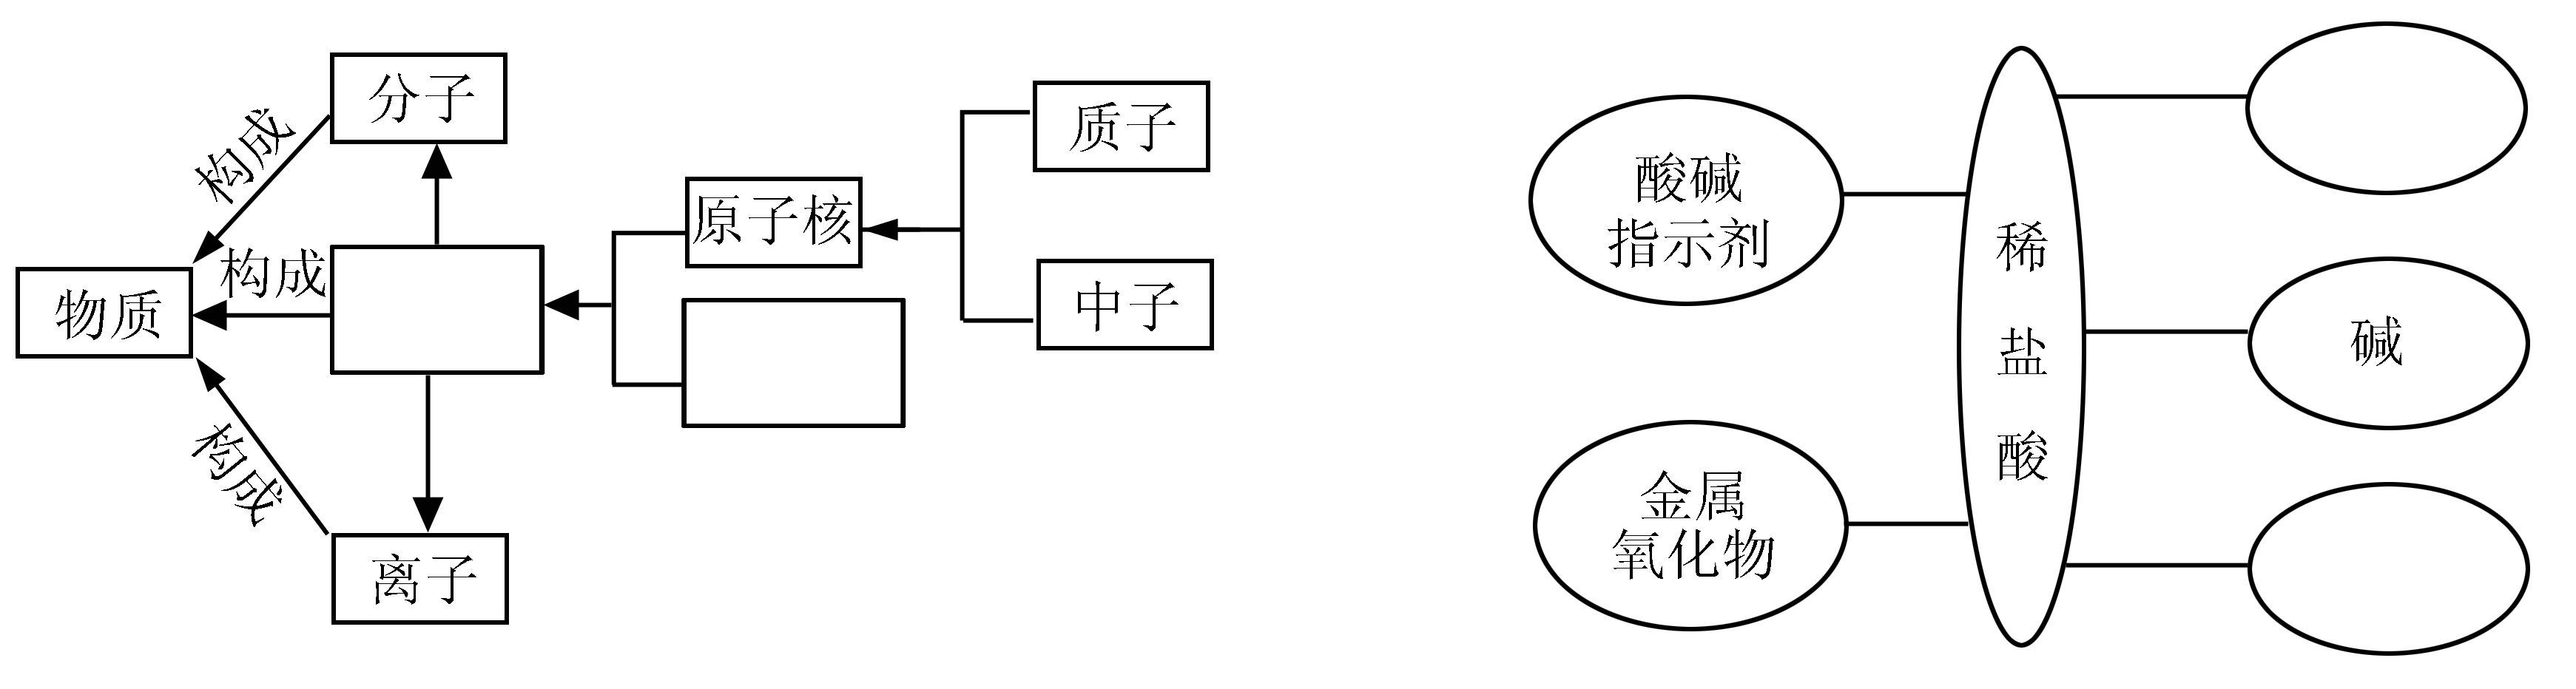 分子
构成
构成
物质
构成
离子
原子核
质子
中子
酸碱
指示剂
金属
氧化物
稀
盐
酸
碱